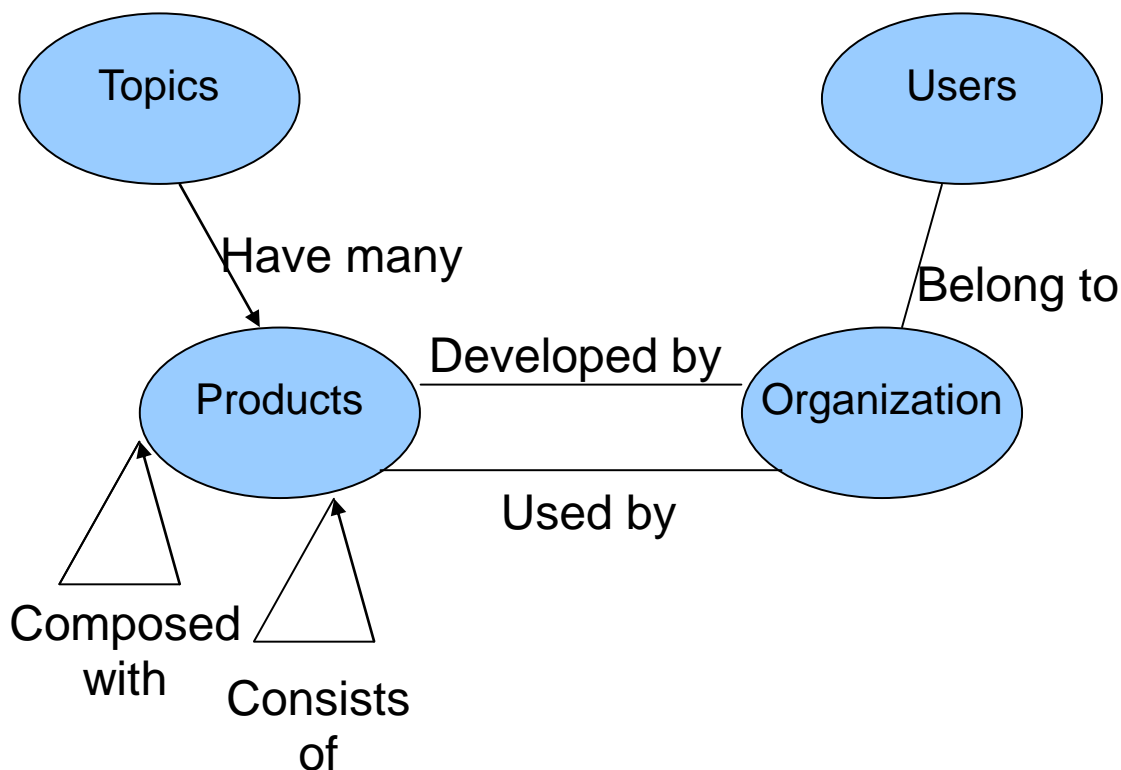 Topics
Users
Have many
Belong to
Developed by
Products
Organization
Used by
Composed
with
Consists
of